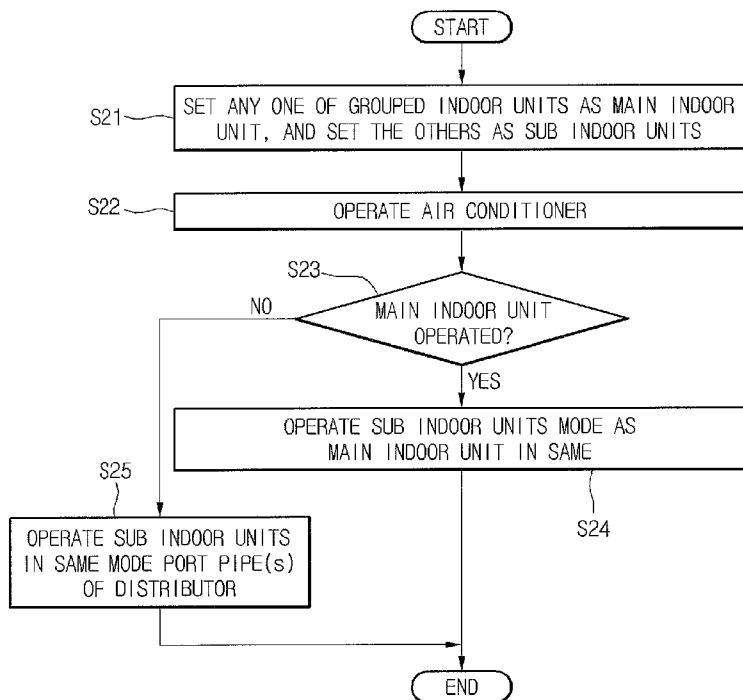 START
S21
SET ANY ONE OF GROUPED INDOOR UNITS AS MAIN INDOOR
UNIT, AND SET THE OTHERS AS SUB INDOOR UNITS
S22
OPERATE AIR CONDITIONER
S23
MAIN INDOOR UNIT
OPERATED?
NO
YES
OPERATE SUB INDOOR UNITS MODE AS
MAIN INDOOR UNIT IN SAME
S24
S25
OPERATE SUB INDOOR UNITS
IN SAME MODE PORT PIPE(s)
OF DISTRIBUTOR
END